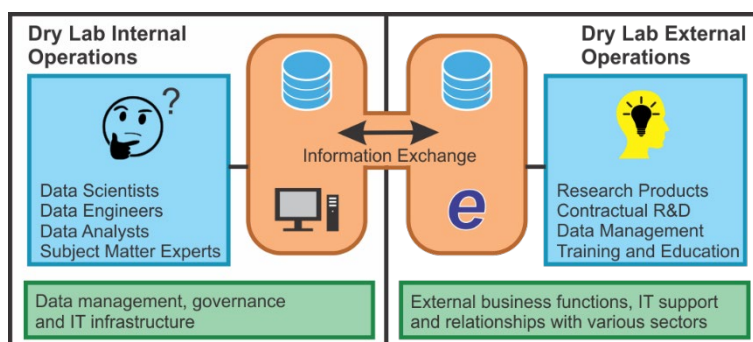 Dry Lab Internal
Operations
?
Data Scientists
Data Engineers
Data Analysts
Subject Matter Experts
Data management, governance
and IT infrastructure
Information Exchange
e
Dry Lab External
Operations
Research Products
Contractual R&D
Data Management
Training and Education
External business functions, IT support
and relationships with various sectors